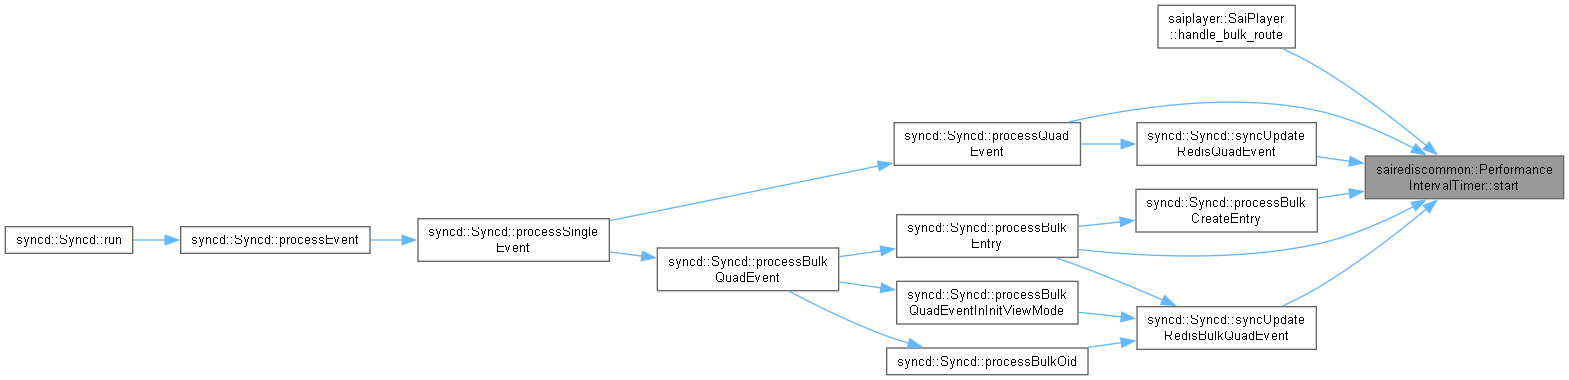 saiplayer::SaiPlayer
::handle_bulk_route
syncd::Syncd::processQuad
Event
syncd::Syncd::syncUpdate
RedisQuadEvent
sairediscommon::Performance
IntervalTimer::start
syncd::Syncd::processBulk
CreateEntry
syncd::Syncd::run
syncd::Syncd::processEvent
syncd::Syncd::processSingle
Event
syncd::Syncd::processBulk
Entry
syncd::Syncd::processBulk
QuadEvent
syncd::Syncd::processBulk
QuadEventInInitViewMode
syncd::Syncd::syncUpdate
RedisBulkQuadEvent
syncd::Syncd::processBulkOid